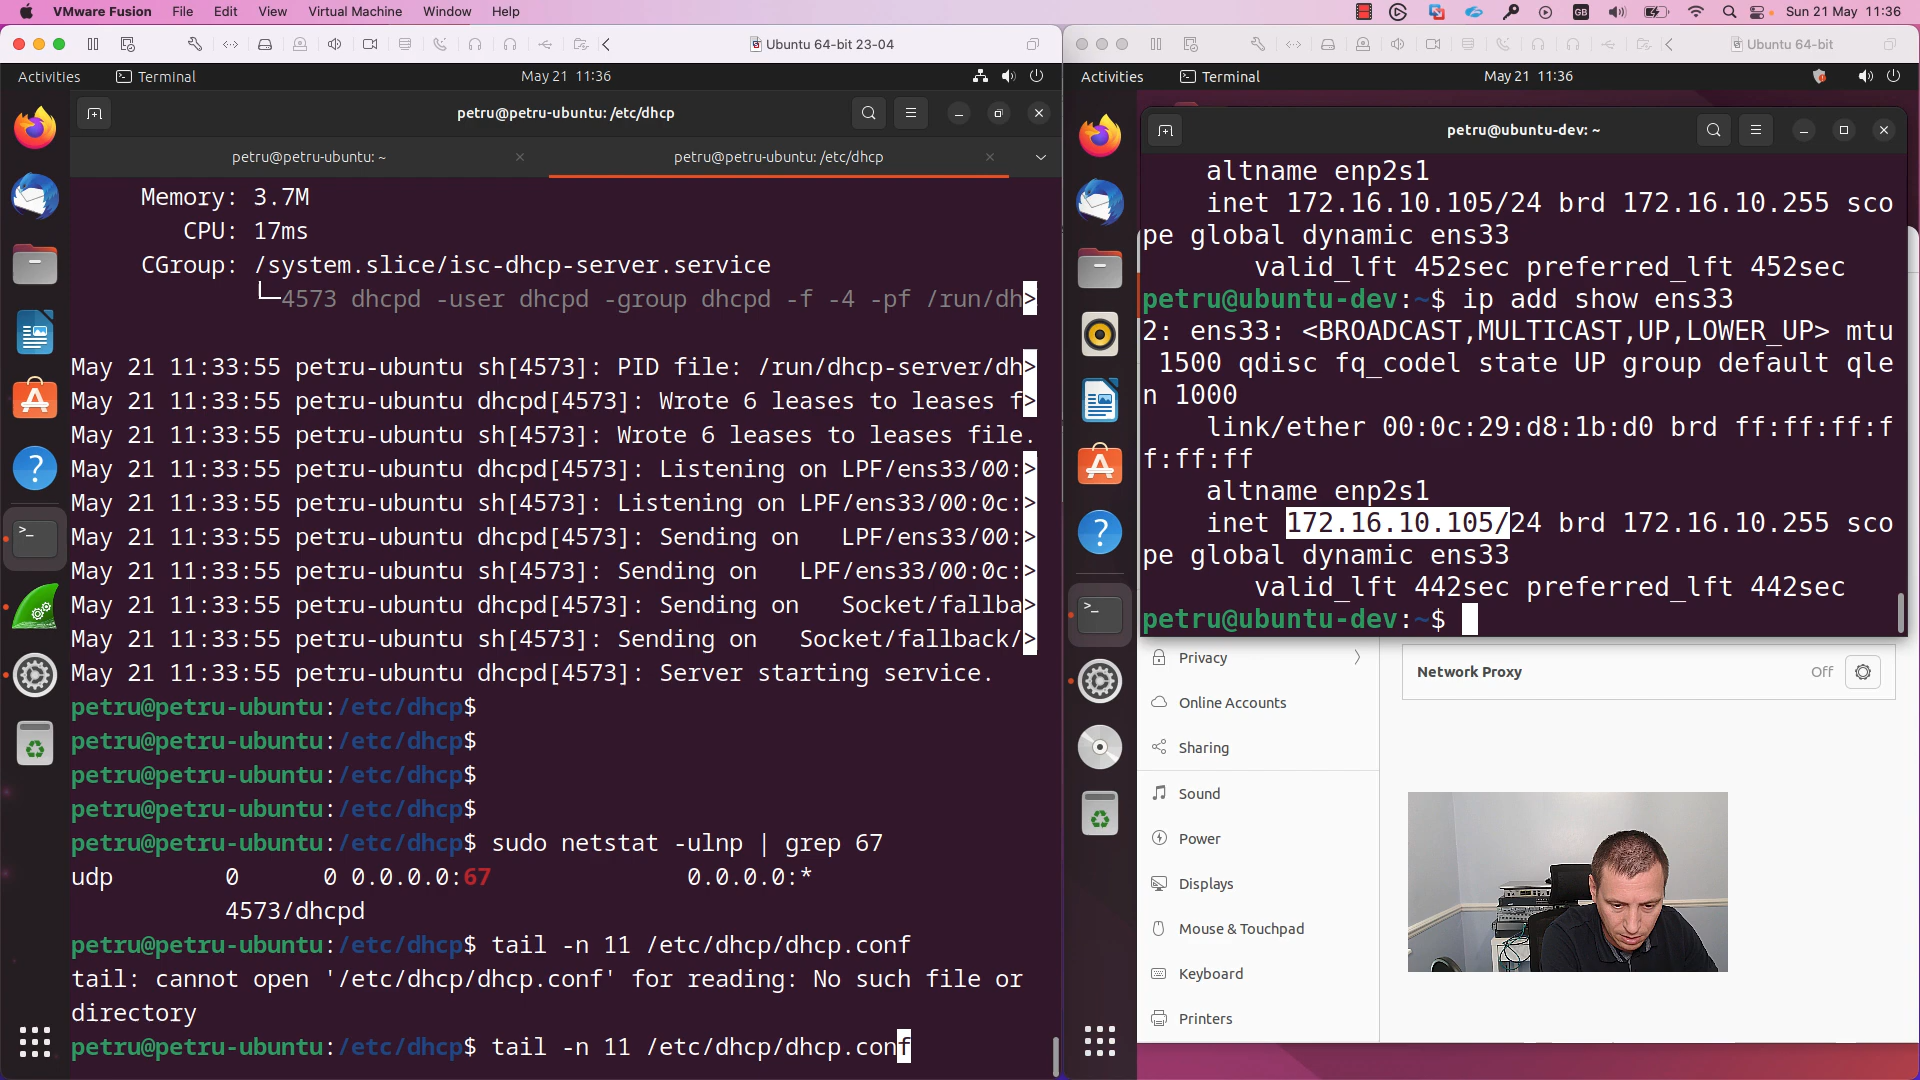 VMware Fusion File Edit View Virtual Machine Window Help GB Sun 21 May 11:36
Ubuntu 64-bit 23-04
Activities Terminal May 21 11:36
petru@petru-ubuntu: /etc/dhcp
petru@petru-ubuntu: ~ petru@petru-ubuntu: /etc/dhcp
Memory: 3.7M
CPU: 17ms
CGroup: /system.slice/isc-dhcp-server.service
└─4573 dhcpd -user dhcpd -group dhcpd -f -4 -pf /run/dh>
May 21 11:33:55 petru-ubuntu sh[4573]: PID file: /run/dhcp-server/dh>
May 21 11:33:55 petru-ubuntu dhcpd[4573]: Wrote 6 leases to leases f>
May 21 11:33:55 petru-ubuntu sh[4573]: Wrote 6 leases to leases file.
May 21 11:33:55 petru-ubuntu dhcpd[4573]: Listening on LPF/ens33/00:>
May 21 11:33:55 petru-ubuntu sh[4573]: Listening on LPF/ens33/00:0c:>
May 21 11:33:55 petru-ubuntu dhcpd[4573]: Sending on   LPF/ens33/00:>
May 21 11:33:55 petru-ubuntu sh[4573]: Sending on   LPF/ens33/00:0c:>
May 21 11:33:55 petru-ubuntu dhcpd[4573]: Sending on   Socket/fallba>
May 21 11:33:55 petru-ubuntu sh[4573]: Sending on   Socket/fallback/>
May 21 11:33:55 petru-ubuntu dhcpd[4573]: Server starting service.
petru@petru-ubuntu:/etc/dhcp$
petru@petru-ubuntu:/etc/dhcp$
petru@petru-ubuntu:/etc/dhcp$
petru@petru-ubuntu:/etc/dhcp$
petru@petru-ubuntu:/etc/dhcp$ sudo netstat -ulnp | grep 67
udp        0      0 0.0.0.0:67              0.0.0.0:*
4573/dhcpd
petru@petru-ubuntu:/etc/dhcp$ tail -n 11 /etc/dhcp/dhcp.conf
tail: cannot open '/etc/dhcp/dhcp.conf' for reading: No such file or
directory
petru@petru-ubuntu:/etc/dhcp$ tail -n 11 /etc/dhcp/dhcp.conf
Ubuntu 64-bit
Activities Terminal May 21 11:36
petru@ubuntu-dev: ~
altname enp2s1
inet 172.16.10.105/24 brd 172.16.10.255 sco
pe global dynamic ens33
valid_lft 452sec preferred_lft 452sec
petru@ubuntu-dev:~$ ip add show ens33
2: ens33: <BROADCAST,MULTICAST,UP,LOWER_UP> mtu
1500 qdisc fq_codel state UP group default qle
n 1000
link/ether 00:0c:29:d8:1b:d0 brd ff:ff:ff:f
f:ff:ff
altname enp2s1
inet 172.16.10.105/24 brd 172.16.10.255 sco
pe global dynamic ens33
valid_lft 442sec preferred_lft 442sec
petru@ubuntu-dev:~$
Privacy
Online Accounts
Sharing
Sound
Power
Displays
Mouse & Touchpad
Keyboard
Printers
Network Proxy Off